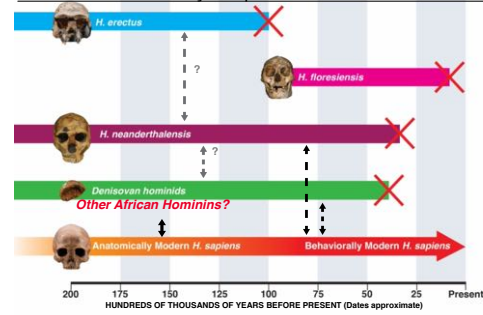 H. erectus
?
H. floresiensis
H. neanderthalensis
?
Denisovan hominids
Other African Hominins?
Anatomically Modern H. sapiens Behaviorally Modern H. sapiens
200 175 150 125 100 75 50 25 Present
HUNDREDS OF THOUSANDS OF YEARS BEFORE PRESENT (Dates approximate)